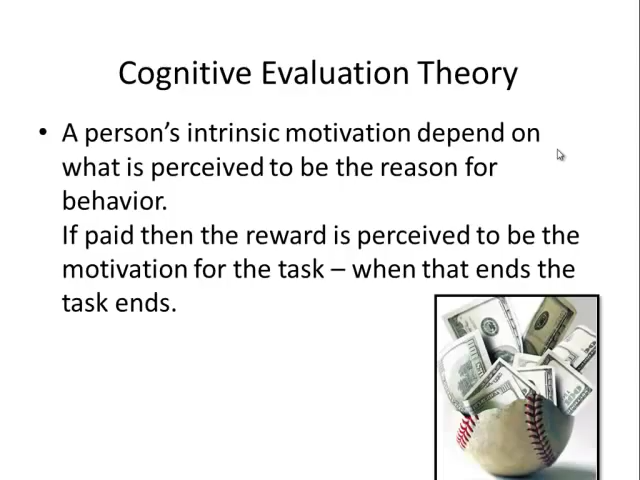 Cognitive Evaluation Theory
• A person's intrinsic motivation depend on
what is perceived to be the reason for
behavior.
If paid then the reward is perceived to be the
motivation for the task – when that ends the
task ends.